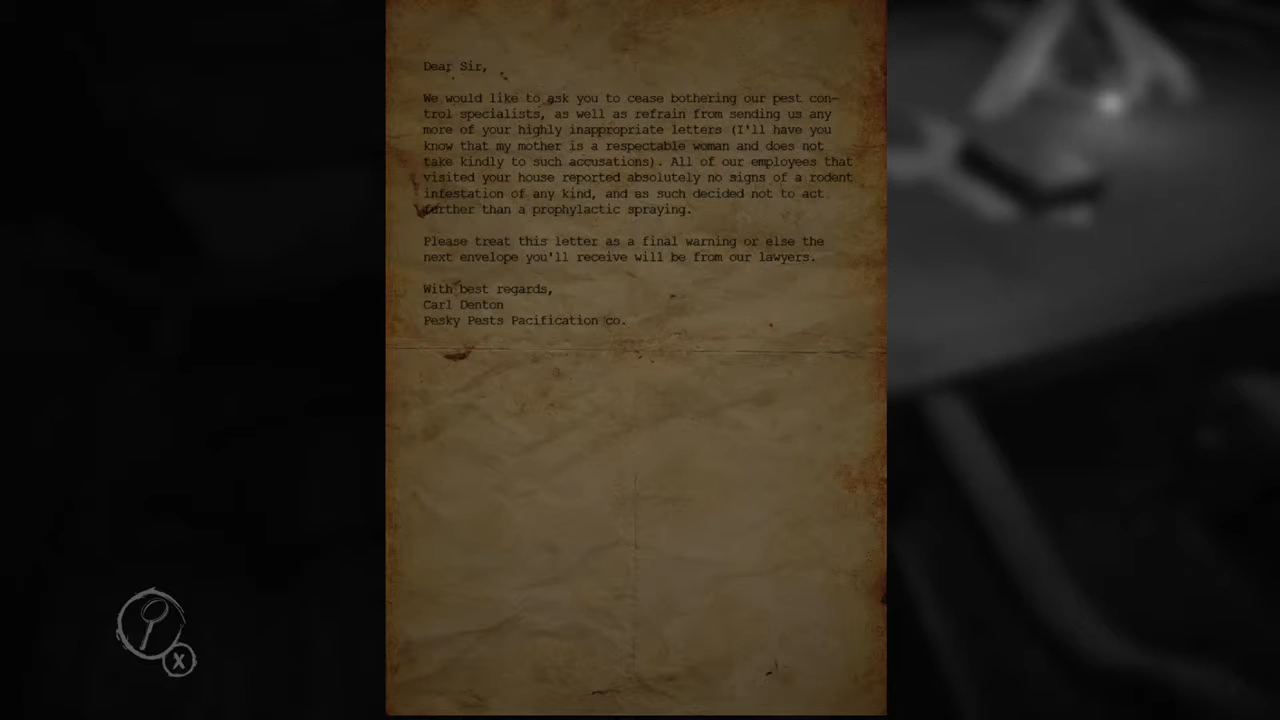 Dear Sir,
We would like to ask you to cease bothering our pest con-
trol specialists, as well as refrain from sending us any
more of your highly inappropriate letters (I'll have you
know that my mother is a respectable woman and does not
take kindly to such accusations). All of our employees that
visited your house reported absolutely no signs of a rodent
infestation of any kind, and as such decided not to act
further than a prophylactic spraying.
Please treat this letter as a final warning or else the
next envelope you'll receive will be from our lawyers.
With best regards,
Carl Denton
Pesky Pests Pacification co.
X